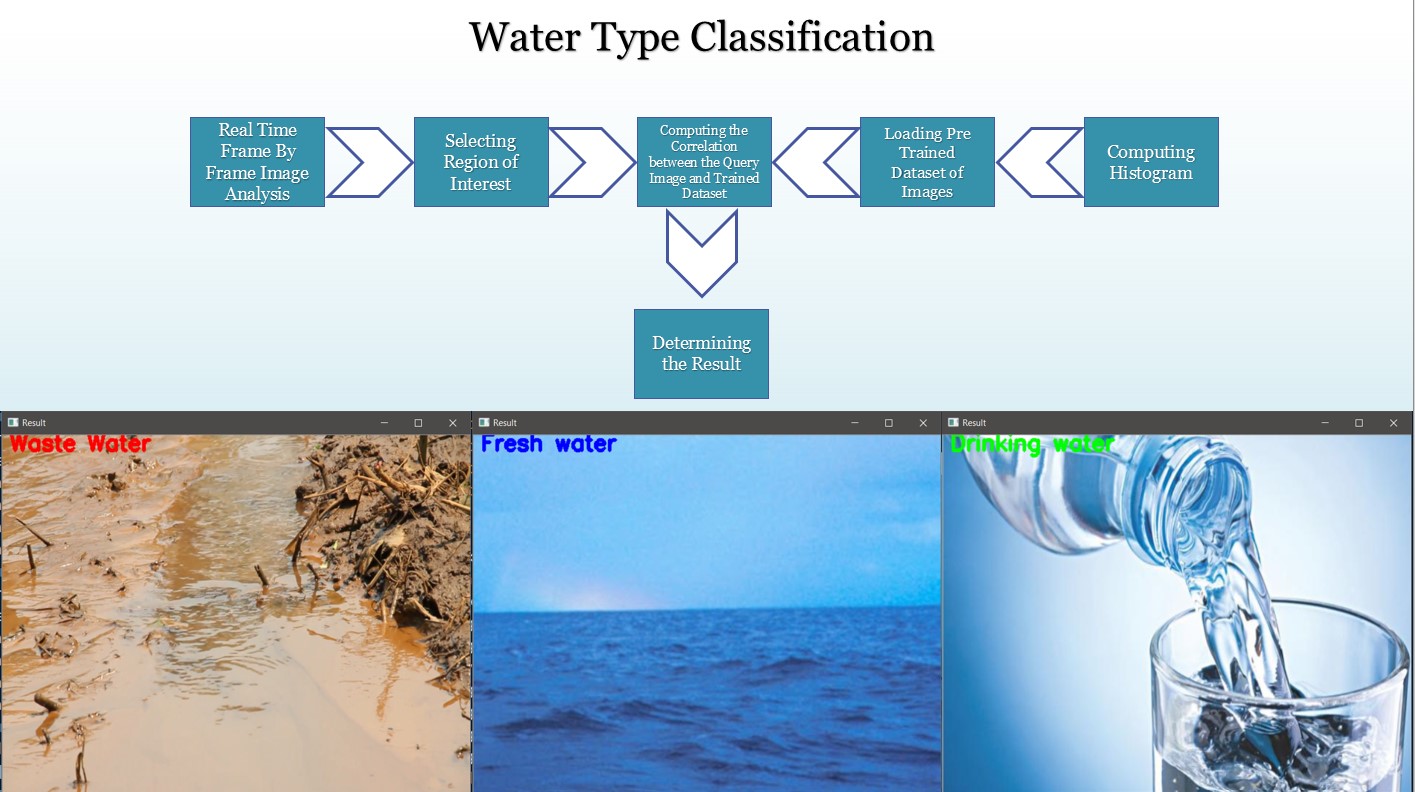 Water Type Classification
Real Time
Frame By
Frame Image
Analysis
Selecting
Region of
Interest
Computing the
Correlation
between the Query
Image and Trained
Dataset
Loading Pre
Trained
Dataset of
Images
Computing
Histogram
Determining
the Result
Result
Waste Water
Result
Fresh water
Result
Drinking water